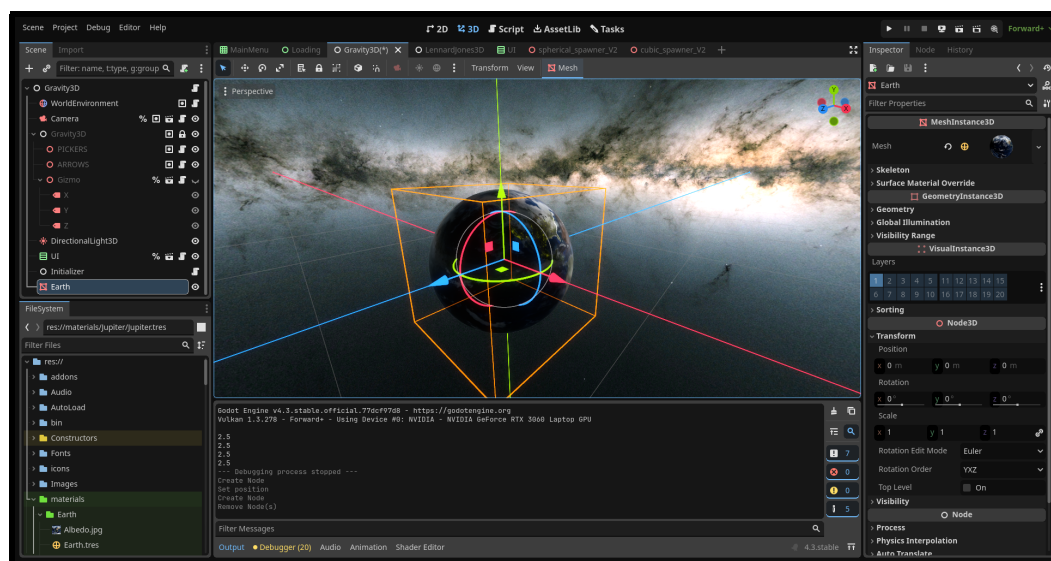 Scene Project Debug Editor Help
2D 3D Script AssetLib Tasks
Forward+
Scene Import
MainMenu Loading Gravity3D(*) LennardJones3D UI spherical_spawner_V2 cubic_spawner_V2
Inspector Node History
Filter: name, t:type, g:group
Transform View Mesh
Gravity3D
WorldEnvironment
Camera
Gravity3D
PICKERS
ARROWS
Gizmo
X
Y
Z
DirectionalLight3D
UI
Initializer
Earth
Perspective
Y
Z
X
FileSystem
res://materials/Jupiter/Jupiter.tres
Filter Files
res://
addons
Audio
AutoLoad
bin
Constructors
Fonts
icons
Images
materials
Earth
Albedo.jpg
Earth.tres
Godot Engine v4.3.stable.official.77dcf97d8 - https://godotengine.org
Vulkan 1.3.278 - Forward+ - Using Device #0: NVIDIA - NVIDIA GeForce RTX 3060 Laptop GPU
2.5
2.5
2.5
2.5
--- Debugging process stopped ---
Create Node
Set position
Create Node
Remove Node(s)
7
0
0
5
Filter Messages
Output Debugger (20) Audio Animation Shader Editor
4.3.stable
Earth
Filter Properties
MeshInstance3D
Mesh
Skeleton
Surface Material Override
GeometryInstance3D
Geometry
Global Illumination
Visibility Range
VisualInstance3D
Layers
1 2 3 4 5 11 12 13 14 15
6 7 8 9 10 16 17 18 19 20
Sorting
Node3D
Transform
Position
x 0 m y 0 m z 0 m
Rotation
x 0° y 0° z 0°
Scale
x 1 y 1 z 1
Rotation Edit Mode Euler
Rotation Order YXZ
Top Level On
Visibility
Node
Process
Physics Interpolation
Auto Translate